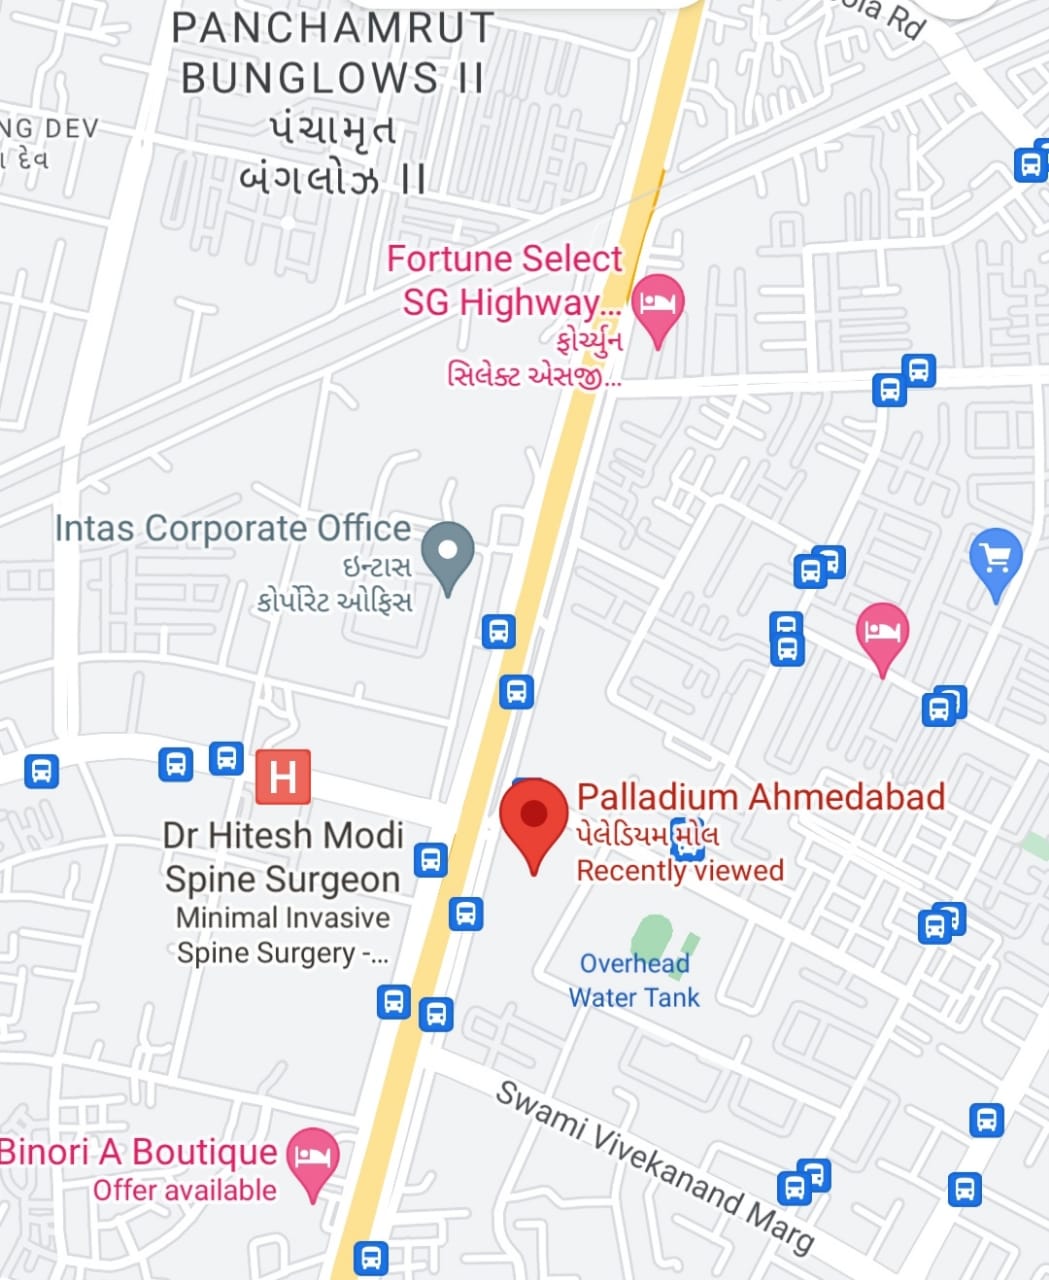 PANCHAMRUT
BUNGLOWS II
પંચામૃત
બંગલોઝ II
NG DEV
દેવ
ola Rd
Fortune Select
SG Highway...
ફોર્ચ્યુન
સિલેક્ટ એસજી...
Intas Corporate Office
ઇન્ટાસ
કોર્પોરેટ ઓફિસ
H
Dr Hitesh Modi
Spine Surgeon
Minimal Invasive
Spine Surgery -...
Palladium Ahmedabad
પેલેડિયમ મોલ
Recently viewed
Overhead
Water Tank
Swami Vivekanand Marg
Binori A Boutique
Offer available